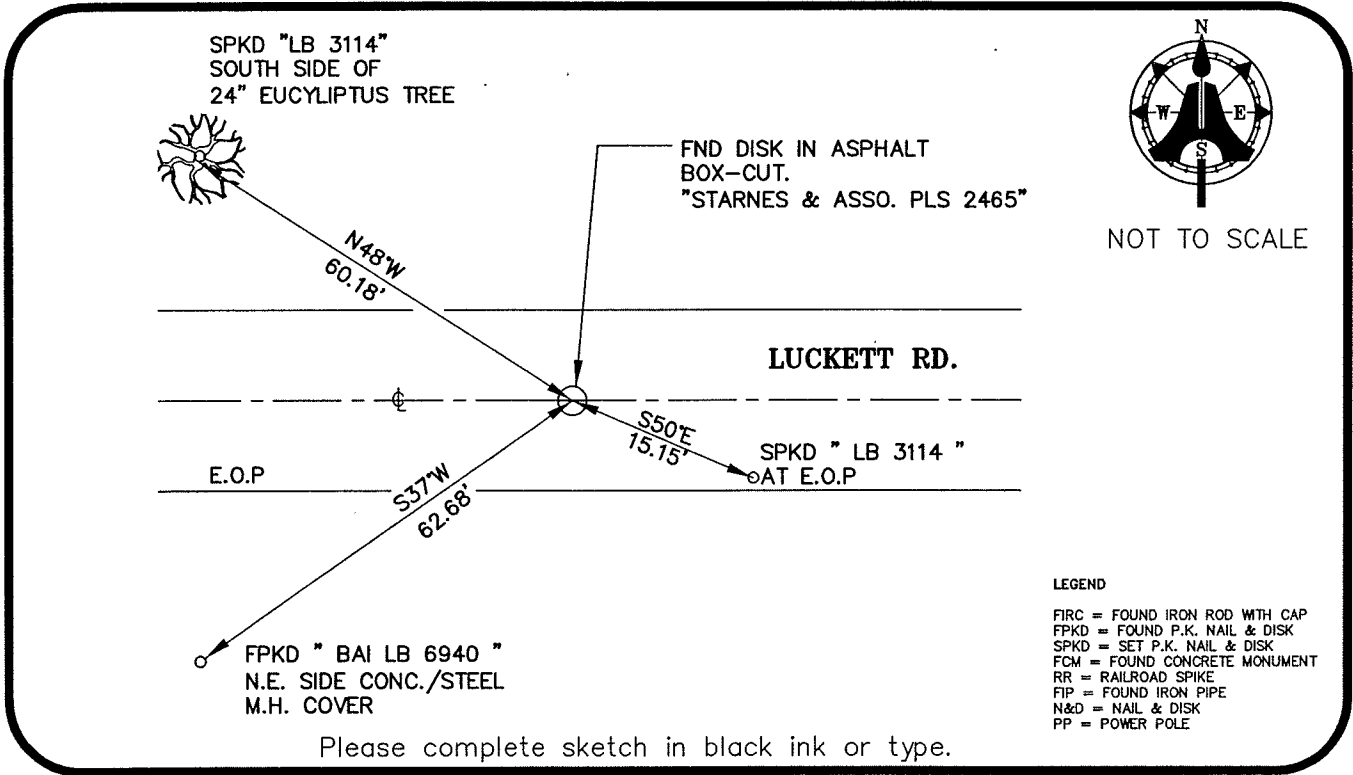 SPKD "LB 3114"
SOUTH SIDE OF
24" EUCYLIPTUS TREE
N
W
E
S
NOT TO SCALE
FND DISK IN ASPHALT
BOX-CUT.
"STARNES & ASSO. PLS 2465"
N48°W
60.18'
LUCKETT RD.
℄
S50°E
15.15'
SPKD " LB 3114 "
AT E.O.P
E.O.P
S37°W
62.68'
FPKD " BAI LB 6940 "
N.E. SIDE CONC./STEEL
M.H. COVER
LEGEND
FIRC = FOUND IRON ROD WITH CAP
FPKD = FOUND P.K. NAIL & DISK
SPKD = SET P.K. NAIL & DISK
FCM = FOUND CONCRETE MONUMENT
RR = RAILROAD SPIKE
FIP = FOUND IRON PIPE
N&D = NAIL & DISK
PP = POWER POLE
Please complete sketch in black ink or type.